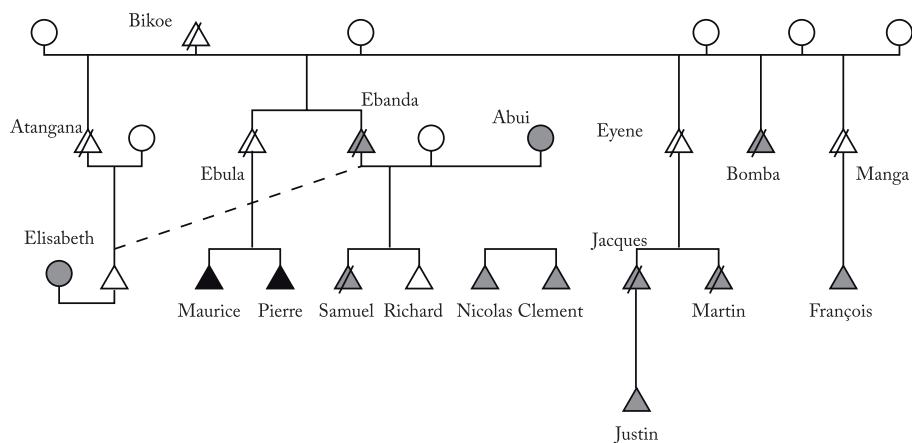 Bikoe
Ebanda
Abui
Atangana
Eyene
Ebula
Bomba
Manga
Elisabeth
Jacques
Maurice Pierre Samuel Richard Nicolas Clement Martin François
Justin